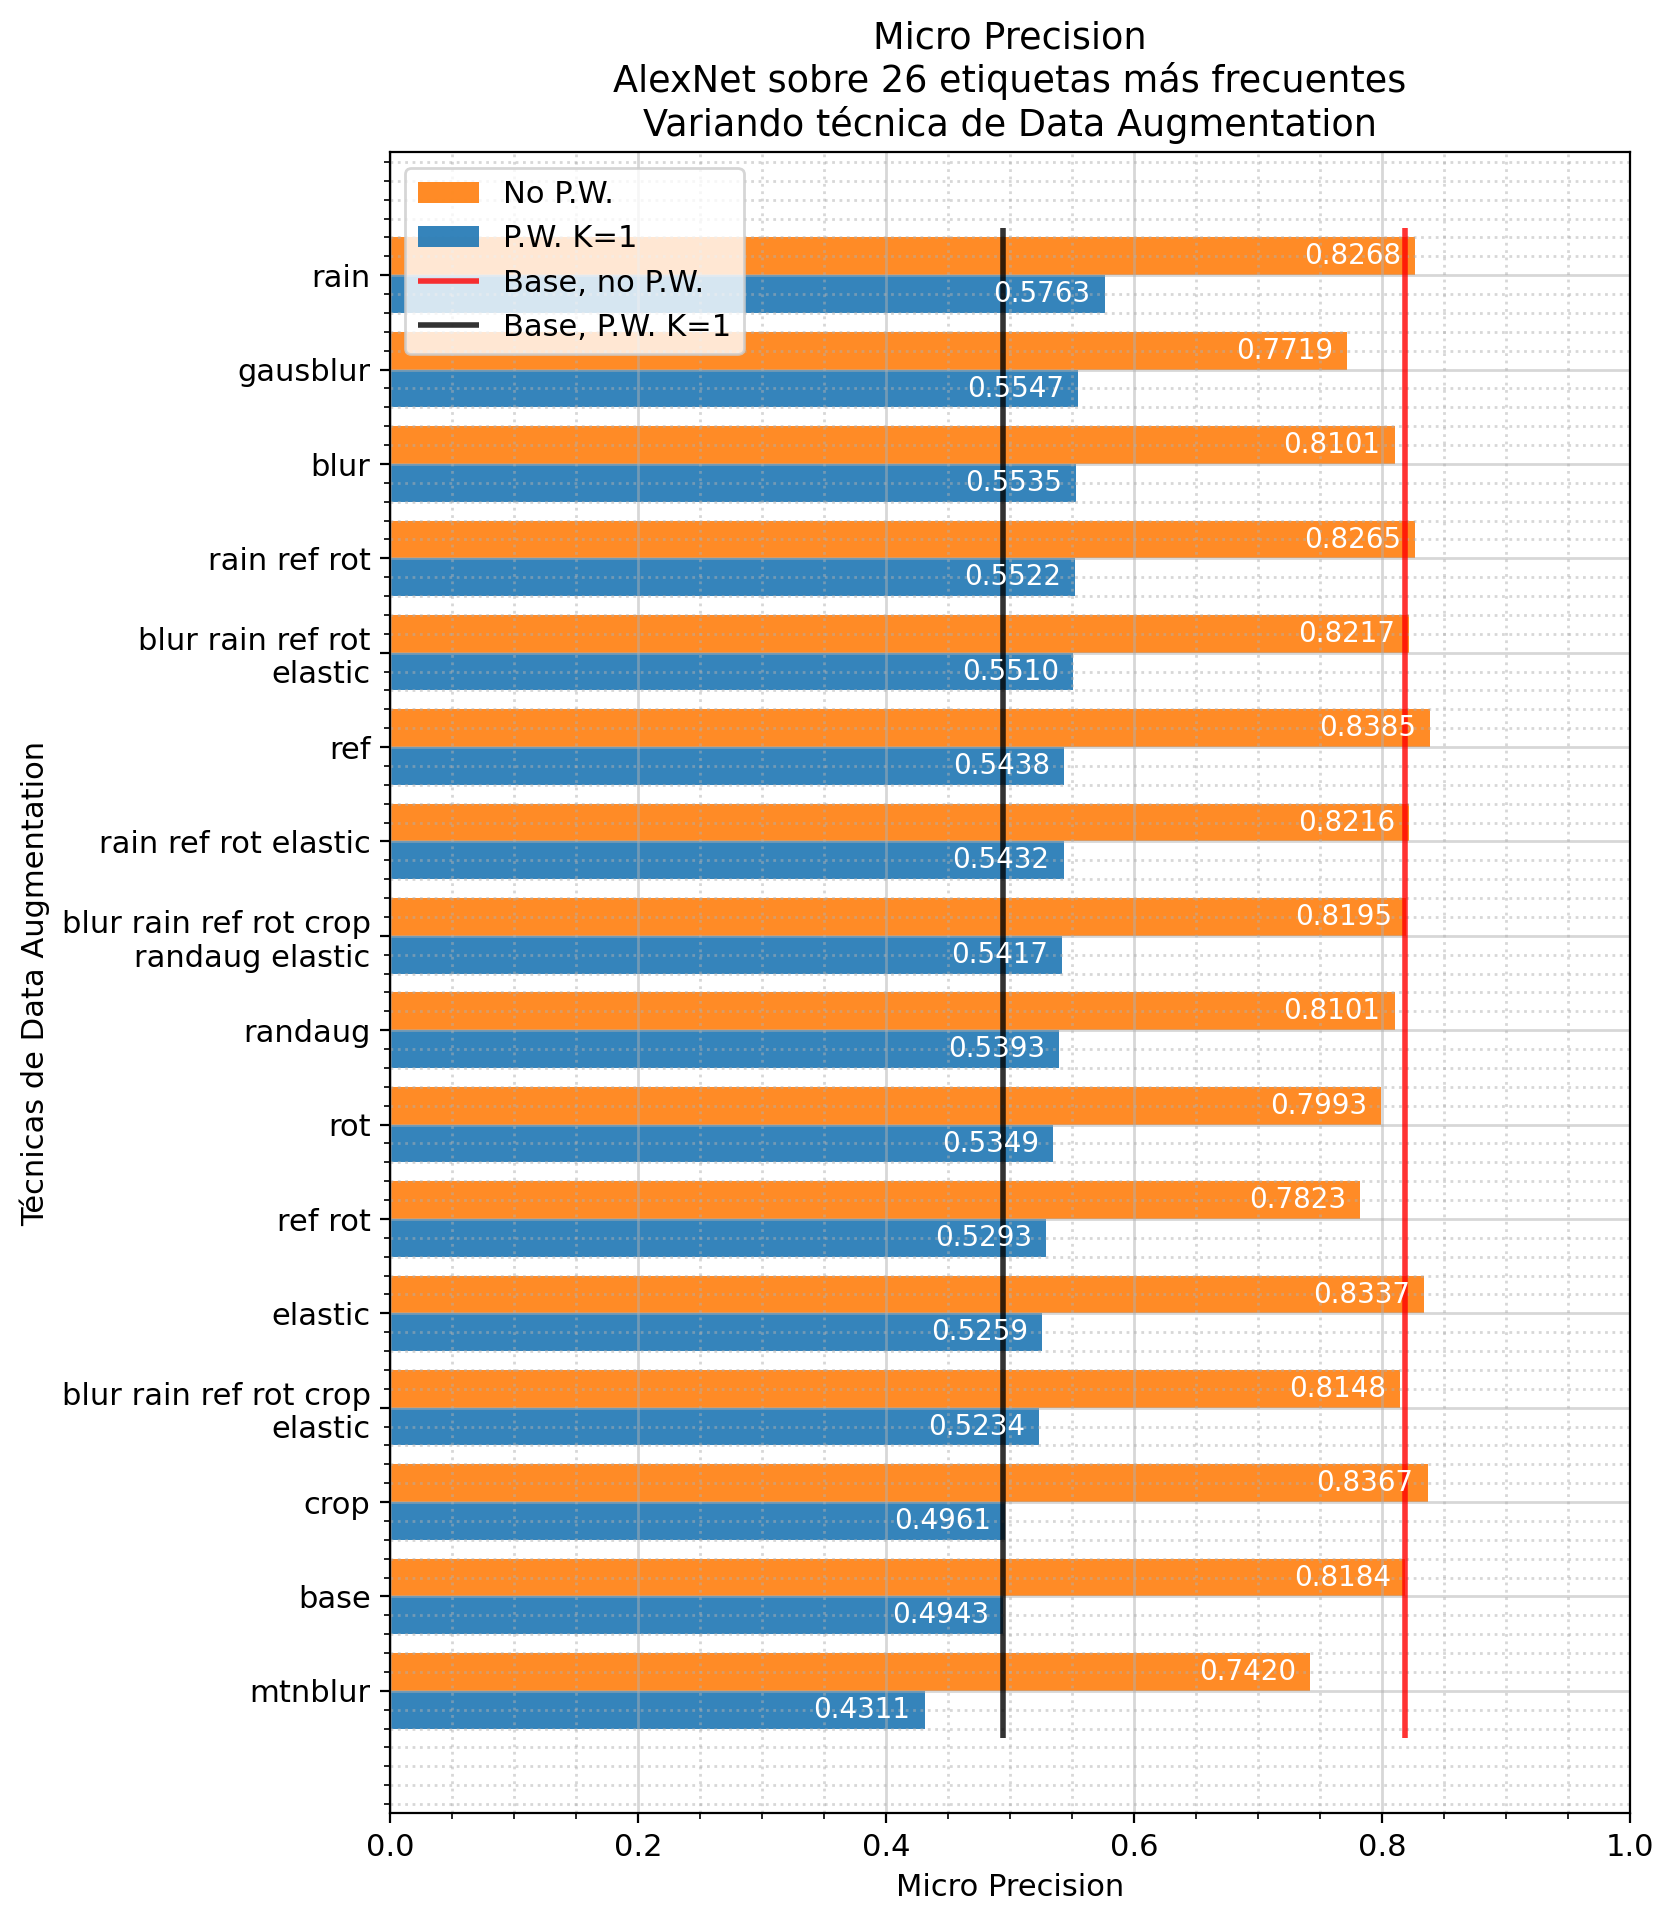 Micro Precision
AlexNet sobre 26 etiquetas más frecuentes
Variando técnica de Data Augmentation
No P.W.
P.W. K=1
Base, no P.W.
Base, P.W. K=1
Técnicas de Data Augmentation
rain
0.8268
0.5763
gausblur
0.7719
0.5547
blur
0.8101
0.5535
rain ref rot
0.8265
0.5522
blur rain ref rot
elastic
0.8217
0.5510
ref
0.8385
0.5438
rain ref rot elastic
0.8216
0.5432
blur rain ref rot crop
randaug elastic
0.8195
0.5417
randaug
0.8101
0.5393
rot
0.7993
0.5349
ref rot
0.7823
0.5293
elastic
0.8337
0.5259
blur rain ref rot crop
elastic
0.8148
0.5234
crop
0.8367
0.4961
base
0.8184
0.4943
mtnblur
0.7420
0.4311
0.0 0.2 0.4 0.6 0.8 1.0
Micro Precision